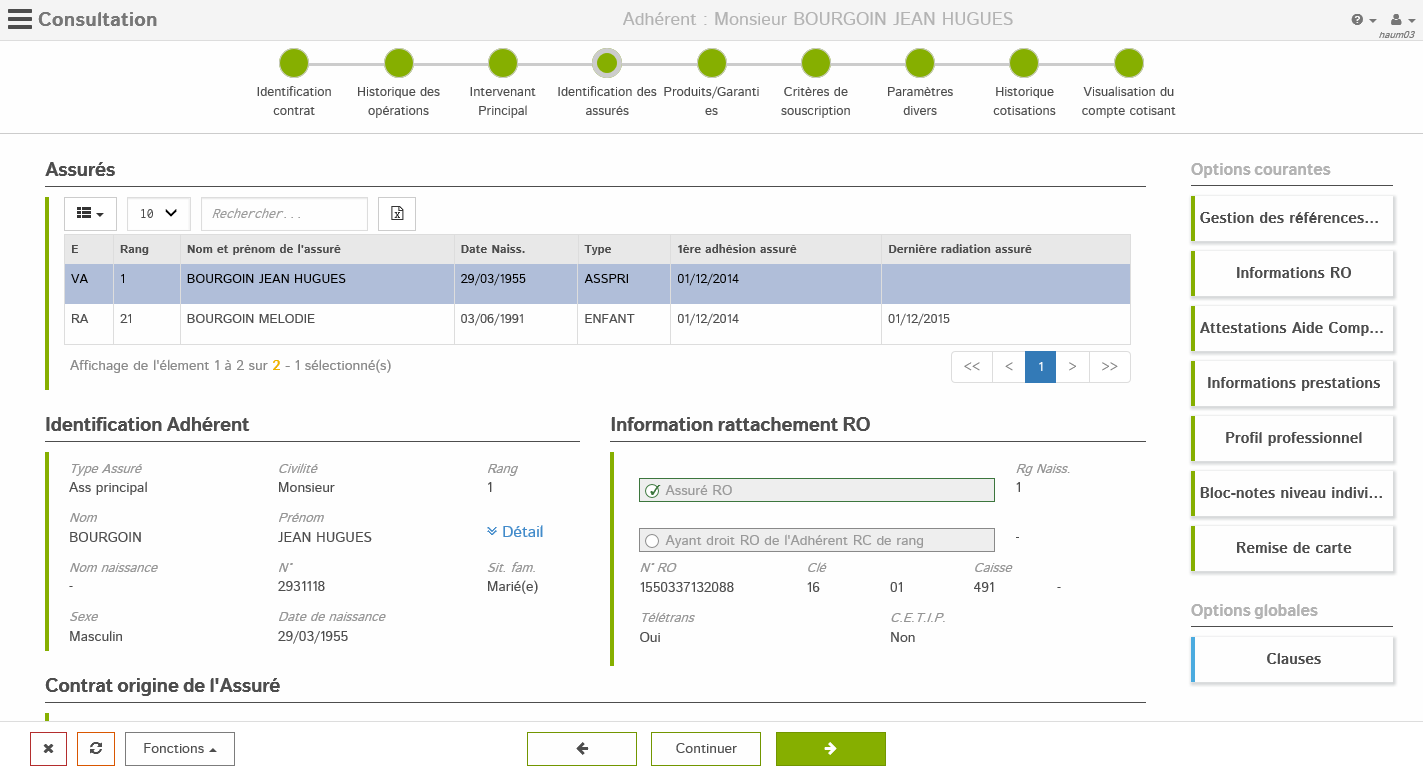 Consultation
Adhérent : Monsieur BOURGOIN JEAN HUGUES
haum03
Identification contrat
Historique des opérations
Intervenant Principal
Identification des assurés
Produits/Garanti es
Critères de souscription
Paramètres divers
Historique cotisations
Visualisation du compte cotisant
Assurés
10
Rechercher...
E Rang Nom et prénom de l'assuré Date Naiss. Type 1ère adhésion assuré Dernière radiation assuré
VA 1 BOURGOIN JEAN HUGUES 29/03/1955 ASSPRI 01/12/2014
RA 21 BOURGOIN MELODIE 03/06/1991 ENFANT 01/12/2014 01/12/2015
Affichage de l'élement 1 à 2 sur 2 - 1 sélectionné(s)
<< < 1 > >>
Identification Adhérent
Type Assuré Civilité Rang
Ass principal Monsieur 1
Nom Prénom
BOURGOIN JEAN HUGUES Détail
Nom naissance N° Sit. fam.
- 2931118 Marié(e)
Sexe Date de naissance
Masculin 29/03/1955
Information rattachement RO
Rg Naiss.
Assuré RO 1
Ayant droit RO de l'Adhérent RC de rang -
N° RO Clé Caisse
1550337132088 16 01 491 -
Télétrans C.E.T.I.P.
Oui Non
Contrat origine de l'Assuré
Options courantes
Gestion des références...
Informations RO
Attestations Aide Comp...
Informations prestations
Profil professionnel
Bloc-notes niveau indivi...
Remise de carte
Options globales
Clauses
Fonctions
Continuer